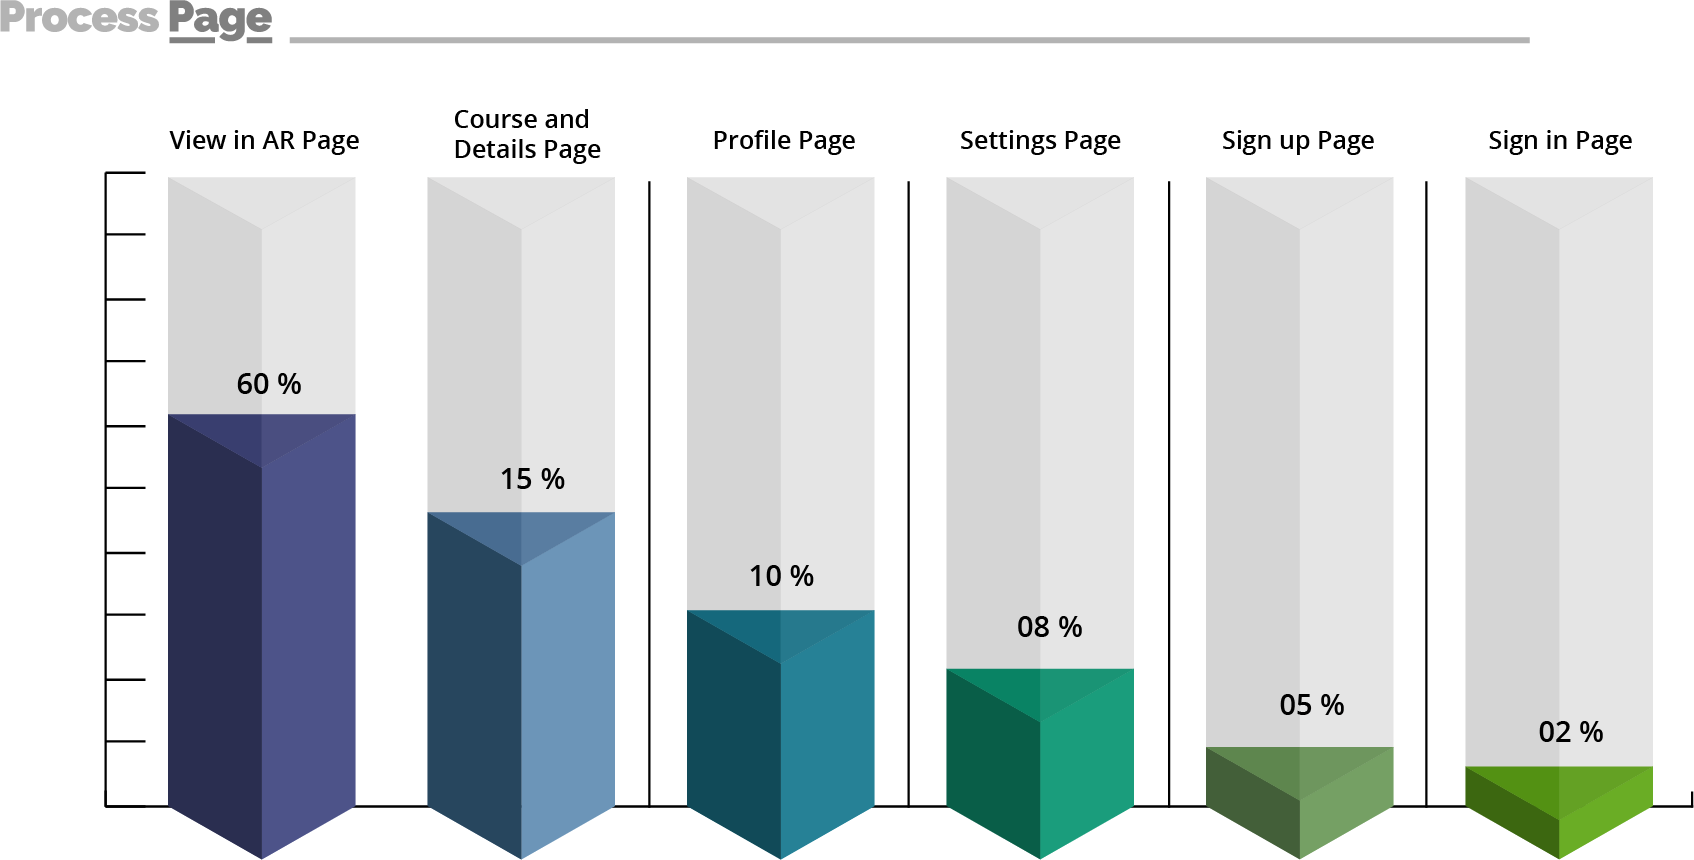 Process Page
View in AR Page
Course and
Details Page
Profile Page
Settings Page
Sign up Page
Sign in Page
60 %
15 %
10 %
08 %
05 %
02 %